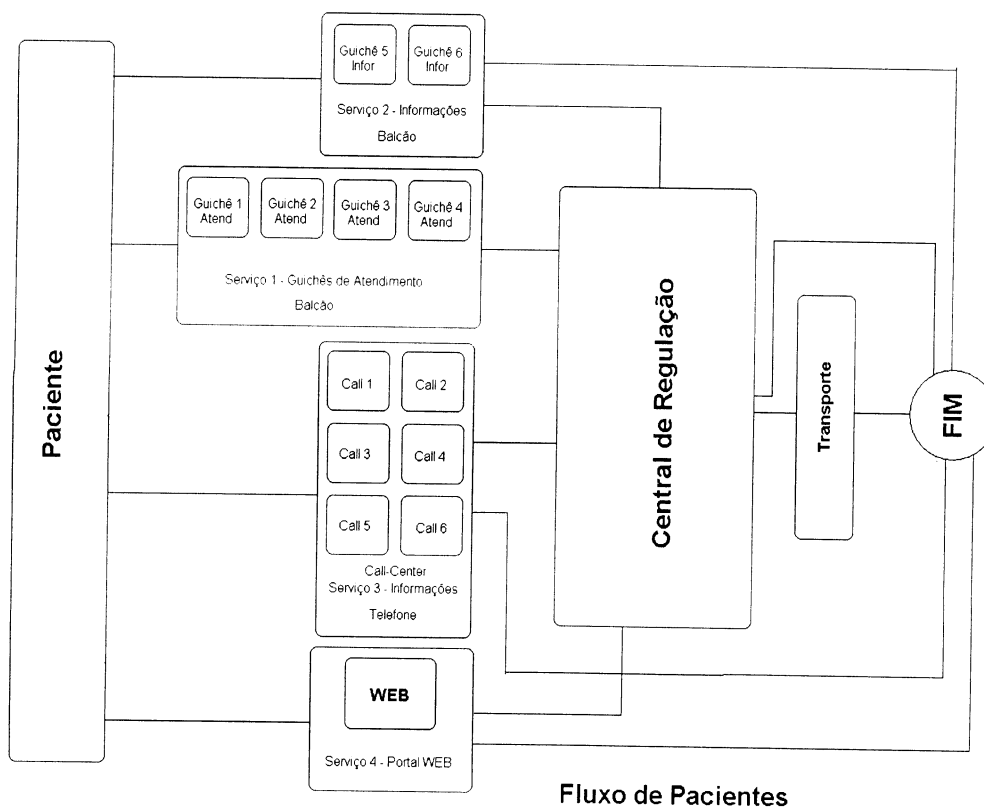 Paciente
Guichê 5
Infor
Guichê 6
Infor
Serviço 2 - Informações
Balcão
Guichê 1
Atend
Guichê 2
Atend
Guichê 3
Atend
Guichê 4
Atend
Serviço 1 - Guichês de Atendimento
Balcão
Call 1
Call 2
Call 3
Call 4
Call 5
Call 6
Call-Center
Serviço 3 - Informações
Telefone
WEB
Serviço 4 - Portal WEB
Central de Regulação
Transporte
FIM
Fluxo de Pacientes